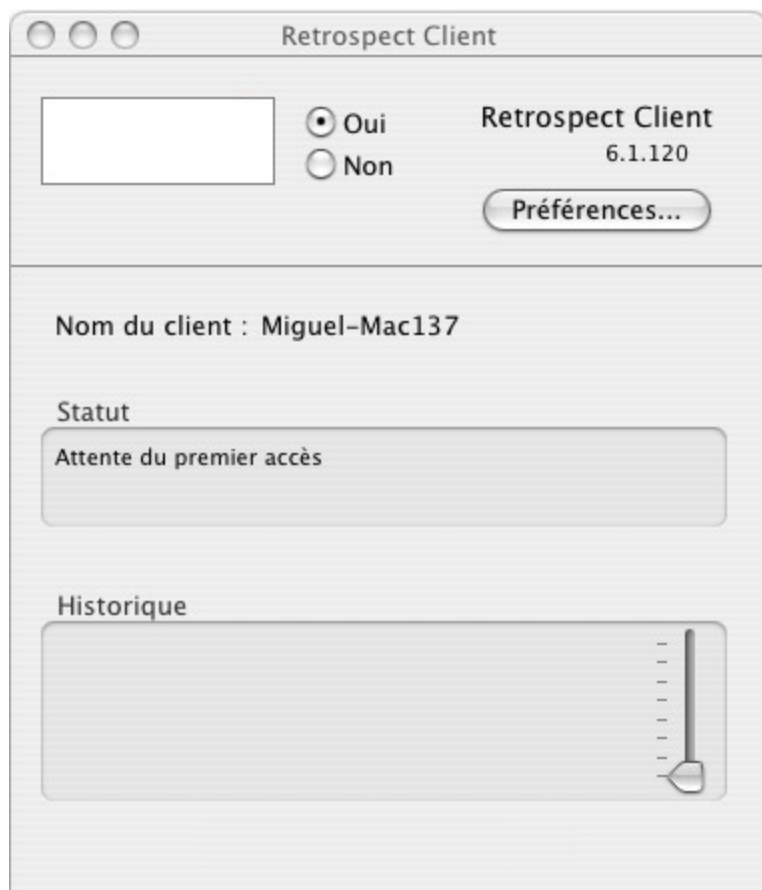 Retrospect Client
Oui
Non
Retrospect Client
6.1.120
Préférences...
Nom du client : Miguel-Mac137
Statut
Attente du premier accès
Historique